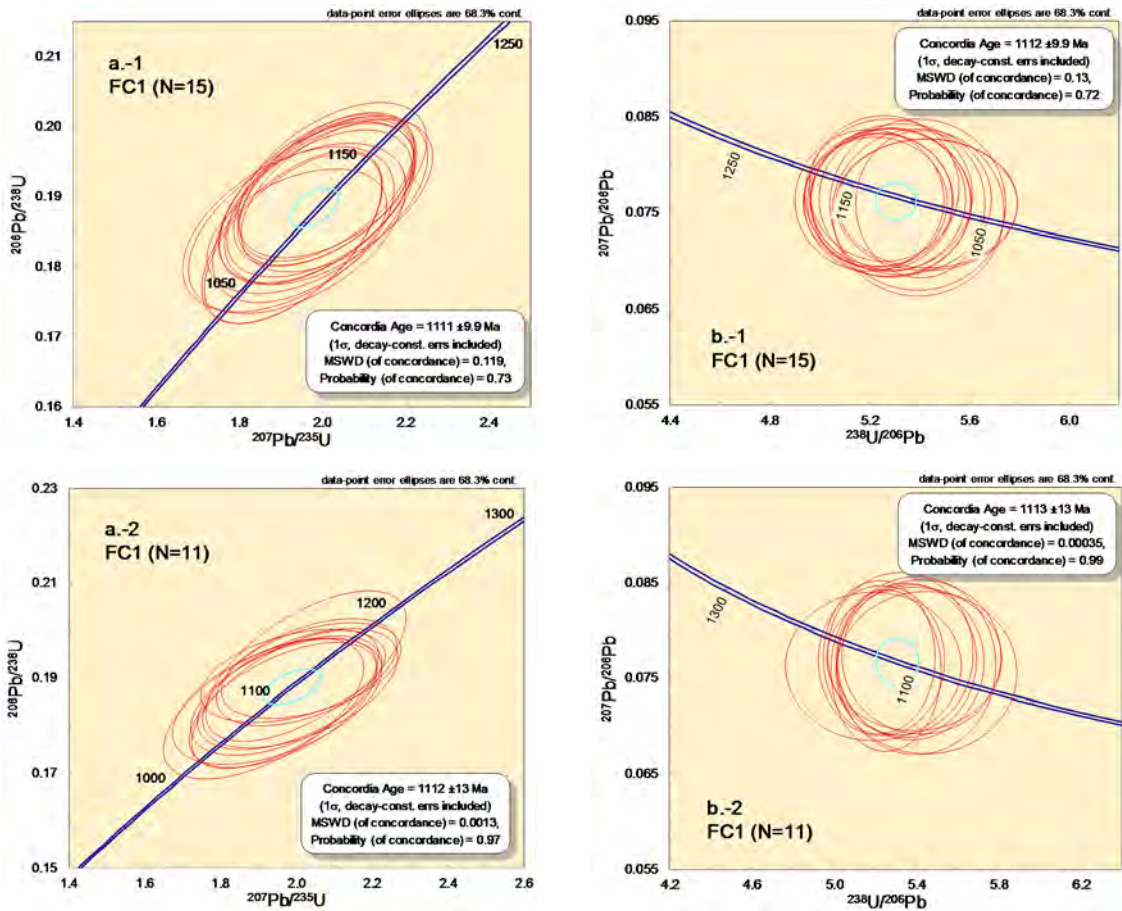 data-point error ellipses are 68.3% conf.
0.21
0.20
0.19
0.18
0.17
0.16
²⁰⁶Pb/²³⁸U
a.-1
FC1 (N=15)
1250
1150
1050
Concordia Age = 1111 ±9.9 Ma
(1σ, decay-const. errs included)
MSWD (of concordance) = 0.119,
Probability (of concordance) = 0.73
1.4 1.6 1.8 2.0 2.2 2.4
²⁰⁷Pb/²³⁵U
data-point error ellipses are 68.3% conf.
0.095
0.085
0.075
0.065
0.055
²⁰⁷Pb/²⁰⁶Pb
Concordia Age = 1112 ±9.9 Ma
(1σ, decay-const. errs included)
MSWD (of concordance) = 0.13,
Probability (of concordance) = 0.72
1250
1150
1050
b.-1
FC1 (N=15)
4.4 4.8 5.2 5.6 6.0
²³⁸U/²⁰⁶Pb
data-point error ellipses are 68.3% conf.
0.23
0.21
0.19
0.17
0.15
²⁰⁶Pb/²³⁸U
a.-2
FC1 (N=11)
1300
1200
1100
1000
Concordia Age = 1112 ±13 Ma
(1σ, decay-const. errs included)
MSWD (of concordance) = 0.0013,
Probability (of concordance) = 0.97
1.4 1.6 1.8 2.0 2.2 2.4 2.6
²⁰⁷Pb/²³⁵U
data-point error ellipses are 68.3% conf.
0.095
0.085
0.075
0.065
0.055
²⁰⁷Pb/²⁰⁶Pb
Concordia Age = 1113 ±13 Ma
(1σ, decay-const. errs included)
MSWD (of concordance) = 0.00035,
Probability (of concordance) = 0.99
1300
1100
b.-2
FC1 (N=11)
4.2 4.6 5.0 5.4 5.8 6.2
²³⁸U/²⁰⁶Pb